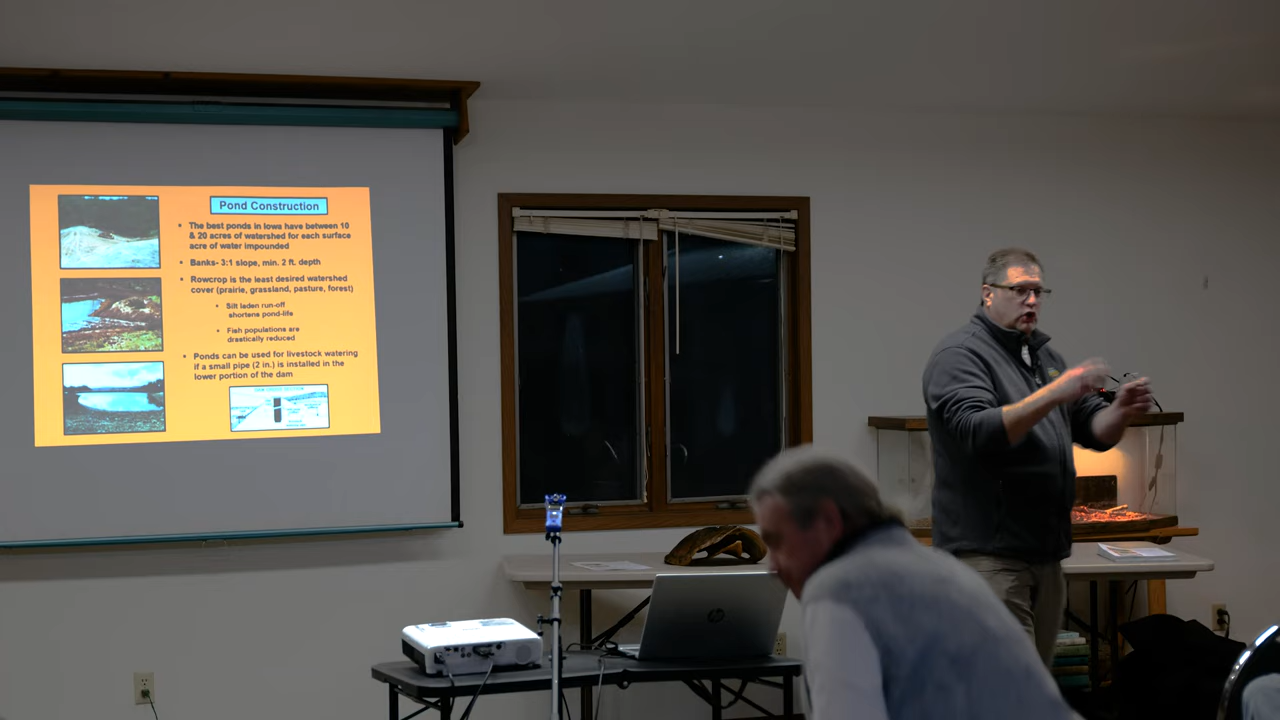 Pond Construction
▪ The best ponds in Iowa have between 10
& 20 acres of watershed for each surface
acre of water impounded
▪ Banks- 3:1 slope, min. 2 ft. depth
▪ Rowcrop is the least desired watershed
cover (prairie, grassland, pasture, forest)
▪ Silt laden run-off
shortens pond-life
▪ Fish populations are
drastically reduced
▪ Ponds can be used for livestock watering
if a small pipe (2 in.) is installed in the
lower portion of the dam
hp